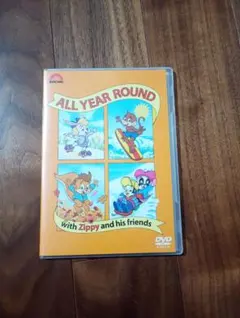 ALL YEAR ROUND
with Zippy and his friends
DVD